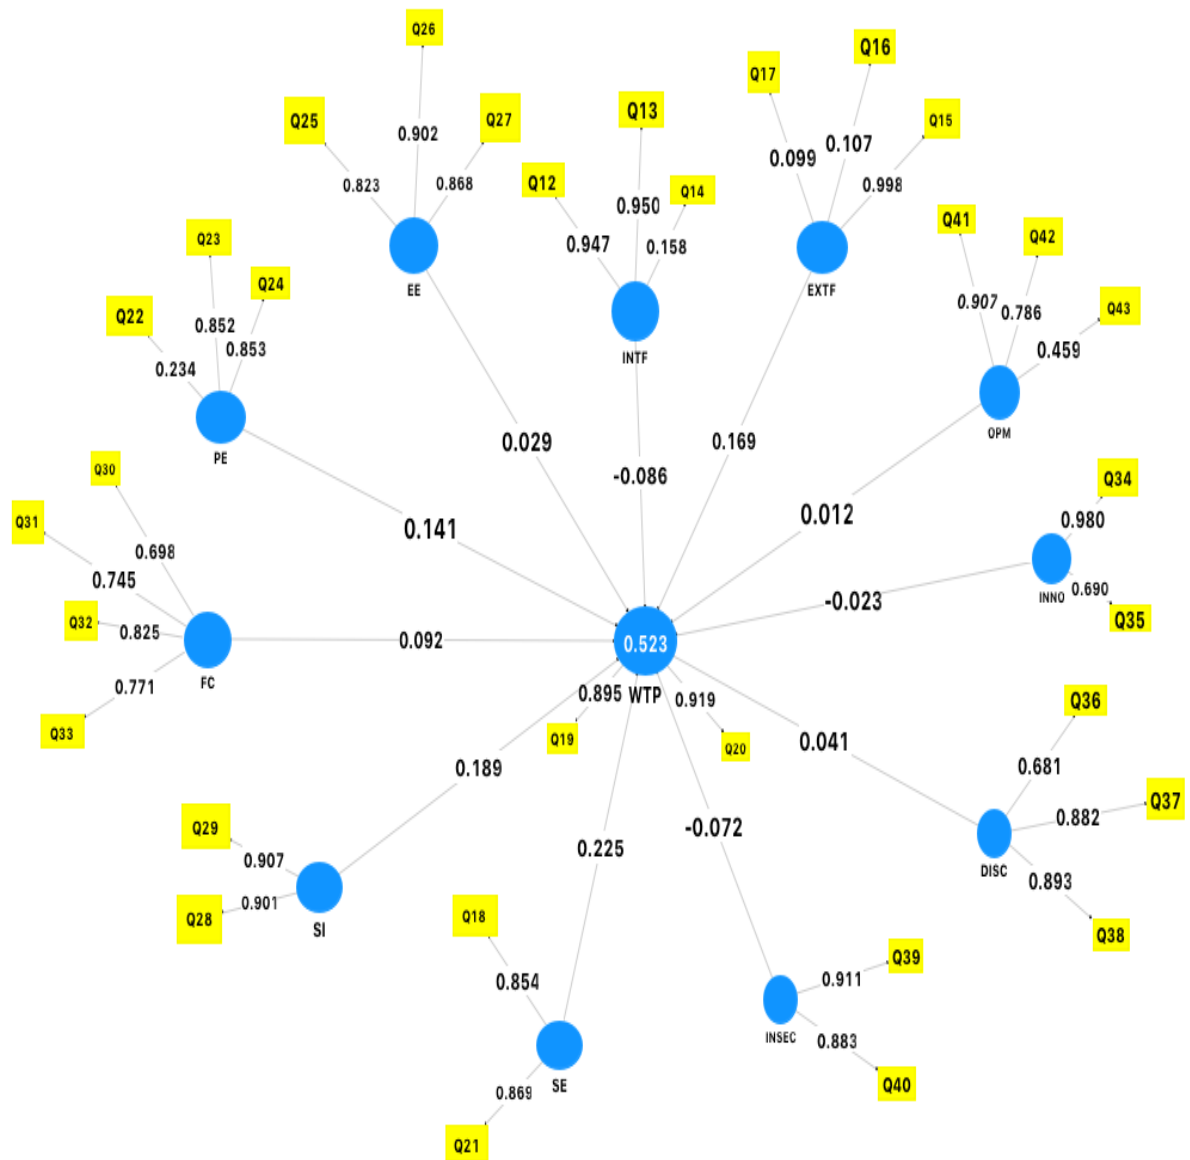 Q26
Q16
Q17
Q13
Q25
Q27
Q15
0.902
0.107
0.099
Q12
0.823
0.868
Q14
0.998
0.950
Q41
Q23
Q42
0.947
0.158
Q24
EE
EXTF
0.907
0.786
Q43
Q22
0.852
0.853
0.459
INTF
0.234
OPM
PE
0.029
0.169
Q30
-0.086
Q34
Q31
0.141
0.012
0.980
0.698
0.745
INNO
0.690
-0.023
Q32
0.825
Q35
0.092
0.523
FC
0.771
0.895
WTP
0.919
Q36
Q33
Q19
Q20
0.041
0.189
0.681
Q37
Q29
-0.072
0.882
0.907
0.225
DISC
0.893
0.901
Q28
SI
Q18
Q38
Q39
0.854
0.911
INSEC
0.883
SE
Q40
0.869
Q21